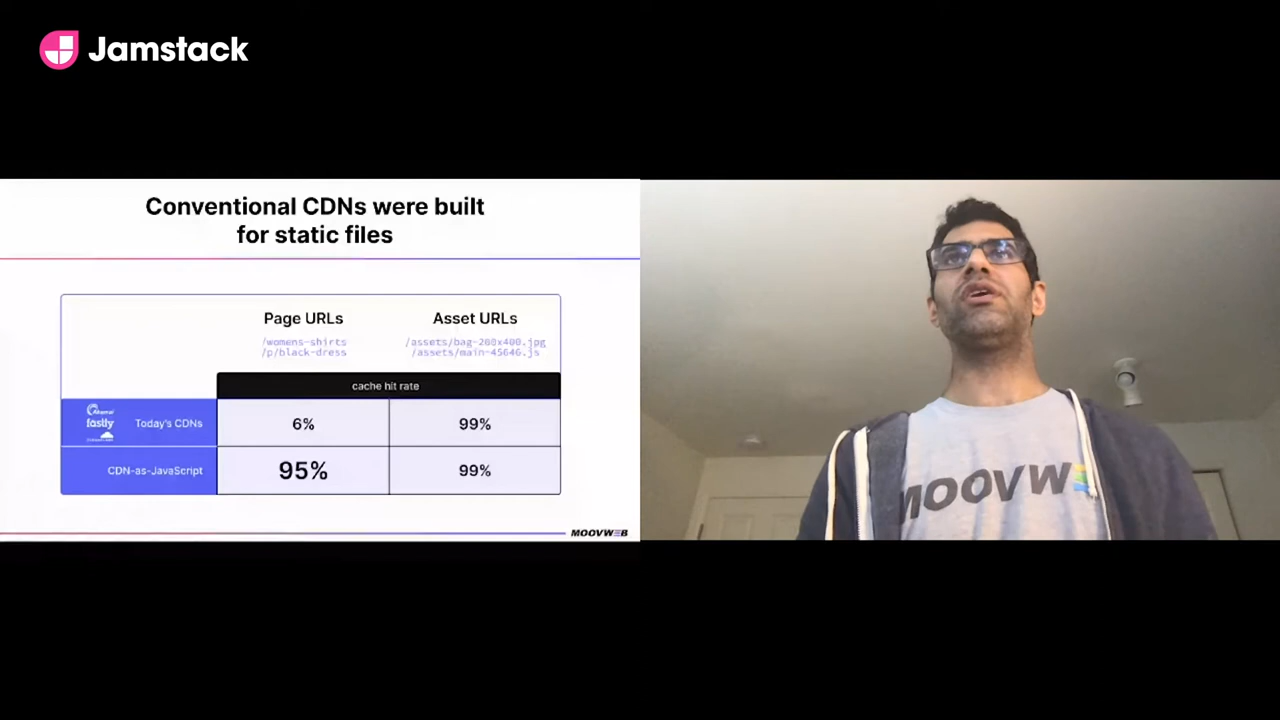 Jamstack
Conventional CDNs were built
for static files
Page URLs
Asset URLs
/womens-shirts
/p/black-dress
/assets/bag-200x400.jpg
/assets/main-45646.js
cache hit rate
Akamai
fastly
Today's CDNs
6%
99%
CDN-as-JavaScript
95%
99%
MOOVWEB
MOOVWE